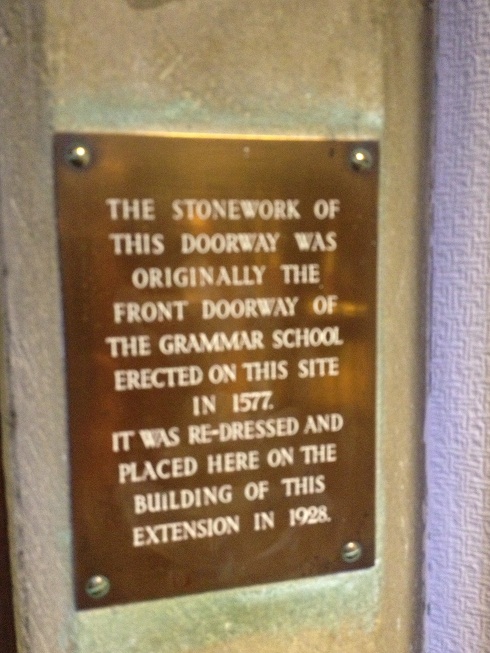 THE STONEWORK OF
THIS DOORWAY WAS
ORIGINALLY THE
FRONT DOORWAY OF
THE GRAMMAR SCHOOL
ERECTED ON THIS SITE
IN 1577.
IT WAS RE-DRESSED AND
PLACED HERE ON THE
BUILDING OF THIS
EXTENSION IN 1928.